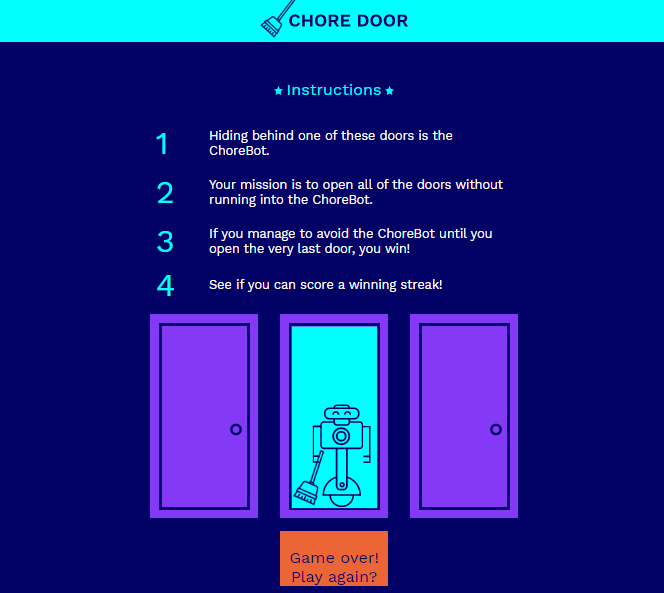 CHORE DOOR
Instructions
1
Hiding behind one of these doors is the
ChoreBot.
2
Your mission is to open all of the doors without
running into the ChoreBot.
3
If you manage to avoid the ChoreBot until you
open the very last door, you win!
4
See if you can score a winning streak!
Game over!
Play again?